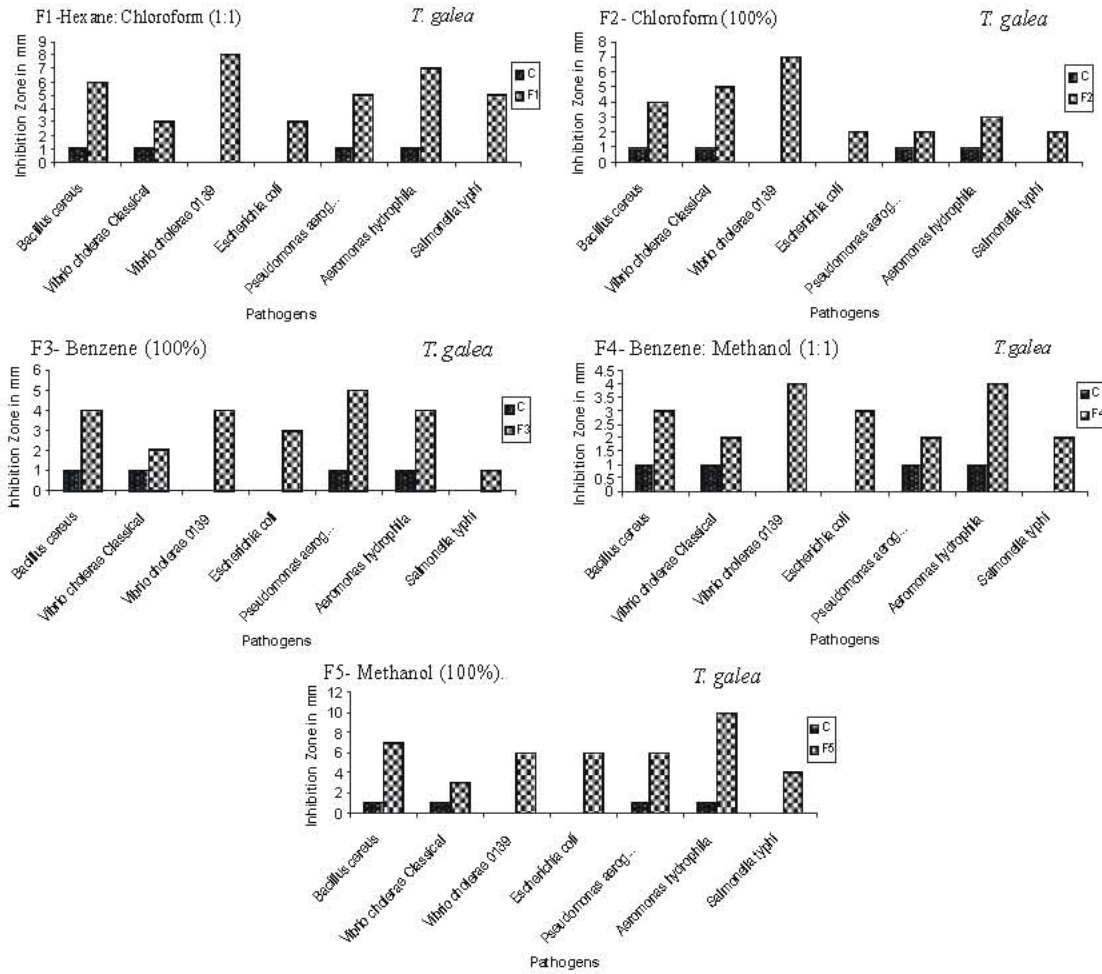 F1-Hexane: Chloroform (1:1)
T. galea
Inhibition Zone in mm
9
8
7
6
5
4
3
2
1
0
C
F1
Bacillus cereus
Vibrio cholerae Classical
Vibrio cholerae 0139
Escherichia coli
Pseudomonas aerog...
Aeromonas hydrophilla
Salmonella typhi
Pathogens
F2- Chloroform (100%)
T. galea
Inhibition Zone in mm
8
7
6
5
4
3
2
1
0
C
F2
Bacillus cereus
Vibrio cholerae Classical
Vibrio cholerae 0139
Escherichia coli
Pseudomonas aerog...
Aeromonas hydrophilla
Salmonella typhi
Pathogens
F3- Benzene (100%)
T. galea
Inhibition Zone in mm
6
5
4
3
2
1
0
C
F3
Bacillus cereus
Vibrio cholerae Classical
Vibrio cholerae 0139
Escherichia coli
Pseudomonas aerog...
Aeromonas hydrophilla
Salmonella typhi
Pathogens
F4- Benzene: Methanol (1:1)
T. galea
Inhibition Zone in mm
4.5
4
3.5
3
2.5
2
1.5
1
0.5
0
C
F4
Bacillus cereus
Vibrio cholerae Classical
Vibrio cholerae 0139
Escherichia coli
Pseudomonas aerog...
Aeromonas hydrophilla
Salmonella typhi
Pathogens
F5- Methanol (100%)..
T. galea
Inhibition Zone in mm
12
10
8
6
4
2
0
C
F5
Bacillus cereus
Vibrio cholerae Classical
Vibrio cholerae 0139
Escherichia coli
Pseudomonas aerog...
Aeromonas hydrophilla
Salmonella typhi
Pathogens